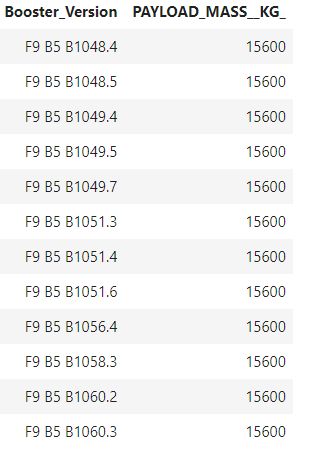 Booster_Version PAYLOAD_MASS__KG_
F9 B5 B1048.4 15600
F9 B5 B1048.5 15600
F9 B5 B1049.4 15600
F9 B5 B1049.5 15600
F9 B5 B1049.7 15600
F9 B5 B1051.3 15600
F9 B5 B1051.4 15600
F9 B5 B1051.6 15600
F9 B5 B1056.4 15600
F9 B5 B1058.3 15600
F9 B5 B1060.2 15600
F9 B5 B1060.3 15600